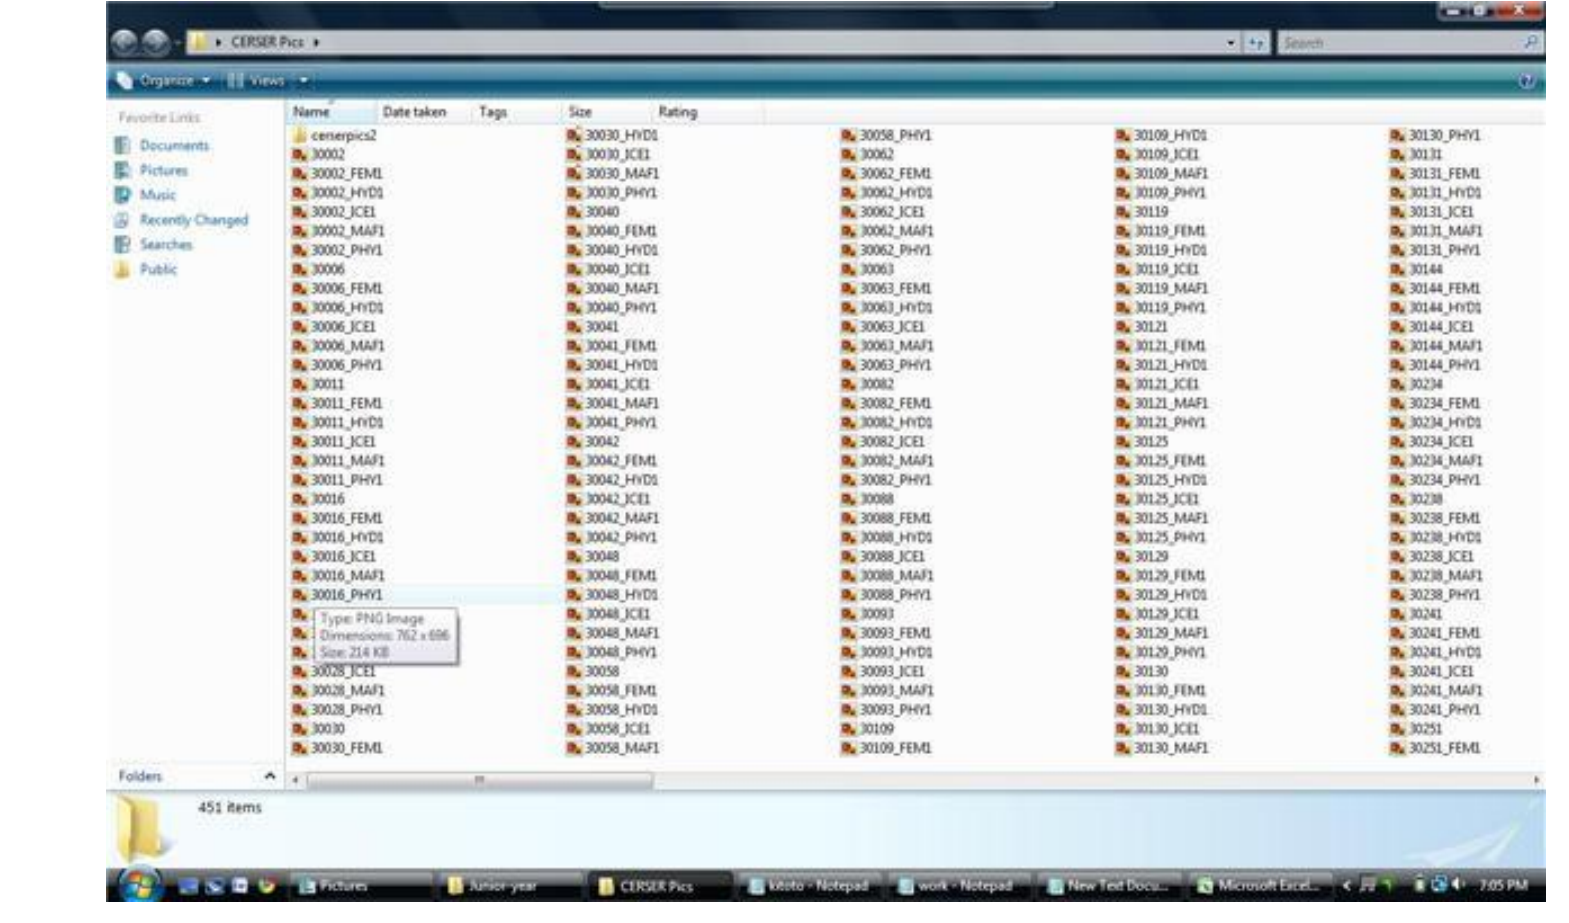 CERSER Pics
Search
Organize Views
Favorite Links
Documents
Pictures
Music
Recently Changed
Searches
Public
Folders
Name Date taken Tags Size Rating
cerserpics2
30002
30002_FEM1
30002_HYD1
30002_ICE1
30002_MAF1
30002_PHY1
30006
30006_FEM1
30006_HYD1
30006_ICE1
30006_MAF1
30006_PHY1
30011
30011_FEM1
30011_HYD1
30011_ICE1
30011_MAF1
30011_PHY1
30016
30016_FEM1
30016_HYD1
30016_ICE1
30016_MAF1
30016_PHY1
Type: PNG Image
Dimensions: 762 x 696
Size: 214 KB
30028_ICE1
30028_MAF1
30028_PHY1
30030
30030_FEM1
30030_HYD1
30030_ICE1
30030_MAF1
30030_PHY1
30040
30040_FEM1
30040_HYD1
30040_ICE1
30040_MAF1
30040_PHY1
30041
30041_FEM1
30041_HYD1
30041_ICE1
30041_MAF1
30041_PHY1
30042
30042_FEM1
30042_HYD1
30042_ICE1
30042_MAF1
30042_PHY1
30048
30048_FEM1
30048_HYD1
30048_ICE1
30048_MAF1
30048_PHY1
30058
30058_FEM1
30058_HYD1
30058_ICE1
30058_MAF1
30058_PHY1
30062
30062_FEM1
30062_HYD1
30062_ICE1
30062_MAF1
30062_PHY1
30063
30063_FEM1
30063_HYD1
30063_ICE1
30063_MAF1
30063_PHY1
30082
30082_FEM1
30082_HYD1
30082_ICE1
30082_MAF1
30082_PHY1
30088
30088_FEM1
30088_HYD1
30088_ICE1
30088_MAF1
30088_PHY1
30093
30093_FEM1
30093_HYD1
30093_ICE1
30093_MAF1
30093_PHY1
30109
30109_FEM1
30109_HYD1
30109_ICE1
30109_MAF1
30109_PHY1
30119
30119_FEM1
30119_HYD1
30119_ICE1
30119_MAF1
30119_PHY1
30121
30121_FEM1
30121_HYD1
30121_ICE1
30121_MAF1
30121_PHY1
30125
30125_FEM1
30125_HYD1
30125_ICE1
30125_MAF1
30125_PHY1
30129
30129_FEM1
30129_HYD1
30129_ICE1
30129_MAF1
30129_PHY1
30130
30130_FEM1
30130_HYD1
30130_ICE1
30130_MAF1
30130_PHY1
30131
30131_FEM1
30131_HYD1
30131_ICE1
30131_MAF1
30131_PHY1
30144
30144_FEM1
30144_HYD1
30144_ICE1
30144_MAF1
30144_PHY1
30234
30234_FEM1
30234_HYD1
30234_ICE1
30234_MAF1
30234_PHY1
30238
30238_FEM1
30238_HYD1
30238_ICE1
30238_MAF1
30238_PHY1
30241
30241_FEM1
30241_HYD1
30241_ICE1
30241_MAF1
30241_PHY1
30251
30251_FEM1
451 items
Pictures Junior-year CERSER Pics kitoto - Notepad work - Notepad New Text Docu... Microsoft Excel... 7:05 PM